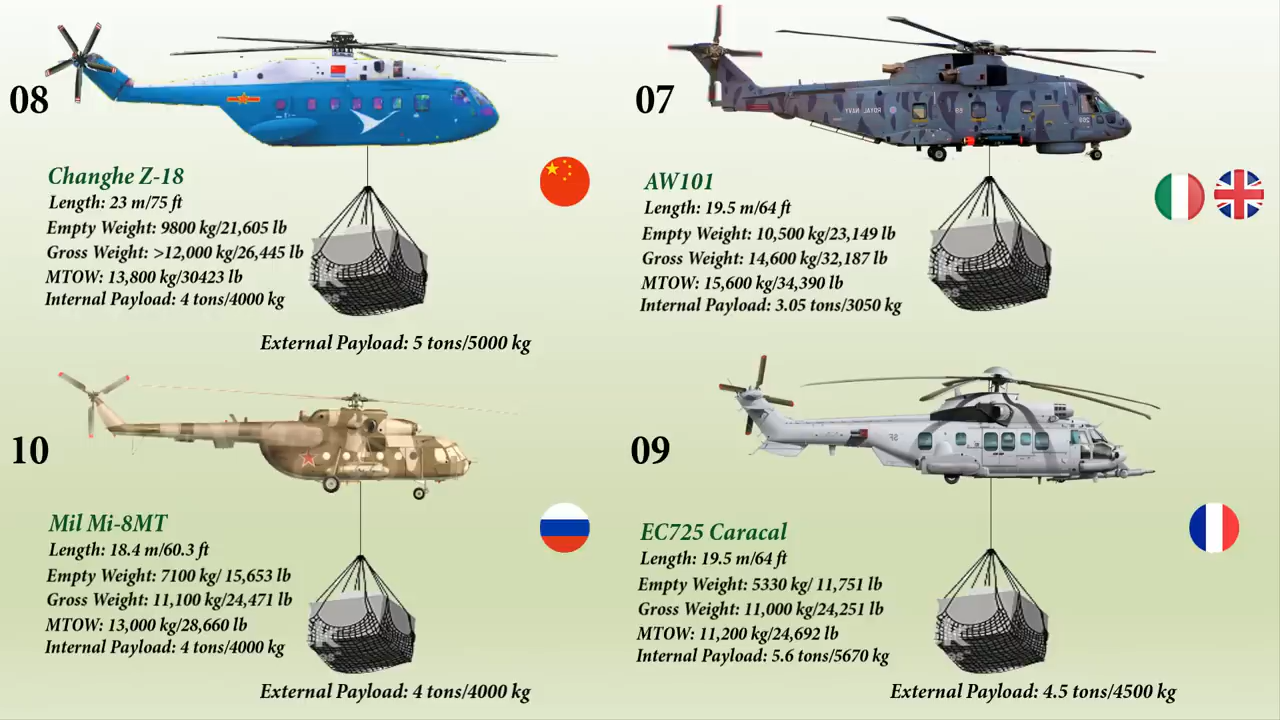 08
Changhe Z-18
Length: 23 m/75 ft
Empty Weight: 9800 kg/21,605 lb
Gross Weight: >12,000 kg/26,445 lb
MTOW: 13,800 kg/30423 lb
Internal Payload: 4 tons/4000 kg
External Payload: 5 tons/5000 kg
07
ROYAL NAVY
AW101
Length: 19.5 m/64 ft
Empty Weight: 10,500 kg/23,149 lb
Gross Weight: 14,600 kg/32,187 lb
MTOW: 15,600 kg/34,390 lb
Internal Payload: 3.05 tons/3050 kg
10
Mil Mi-8MT
Length: 18.4 m/60.3 ft
Empty Weight: 7100 kg/ 15,653 lb
Gross Weight: 11,100 kg/24,471 lb
MTOW: 13,000 kg/28,660 lb
Internal Payload: 4 tons/4000 kg
External Payload: 4 tons/4000 kg
09
EC725 Caracal
Length: 19.5 m/64 ft
Empty Weight: 5330 kg/ 11,751 lb
Gross Weight: 11,000 kg/24,251 lb
MTOW: 11,200 kg/24,692 lb
Internal Payload: 5.6 tons/5670 kg
External Payload: 4.5 tons/4500 kg